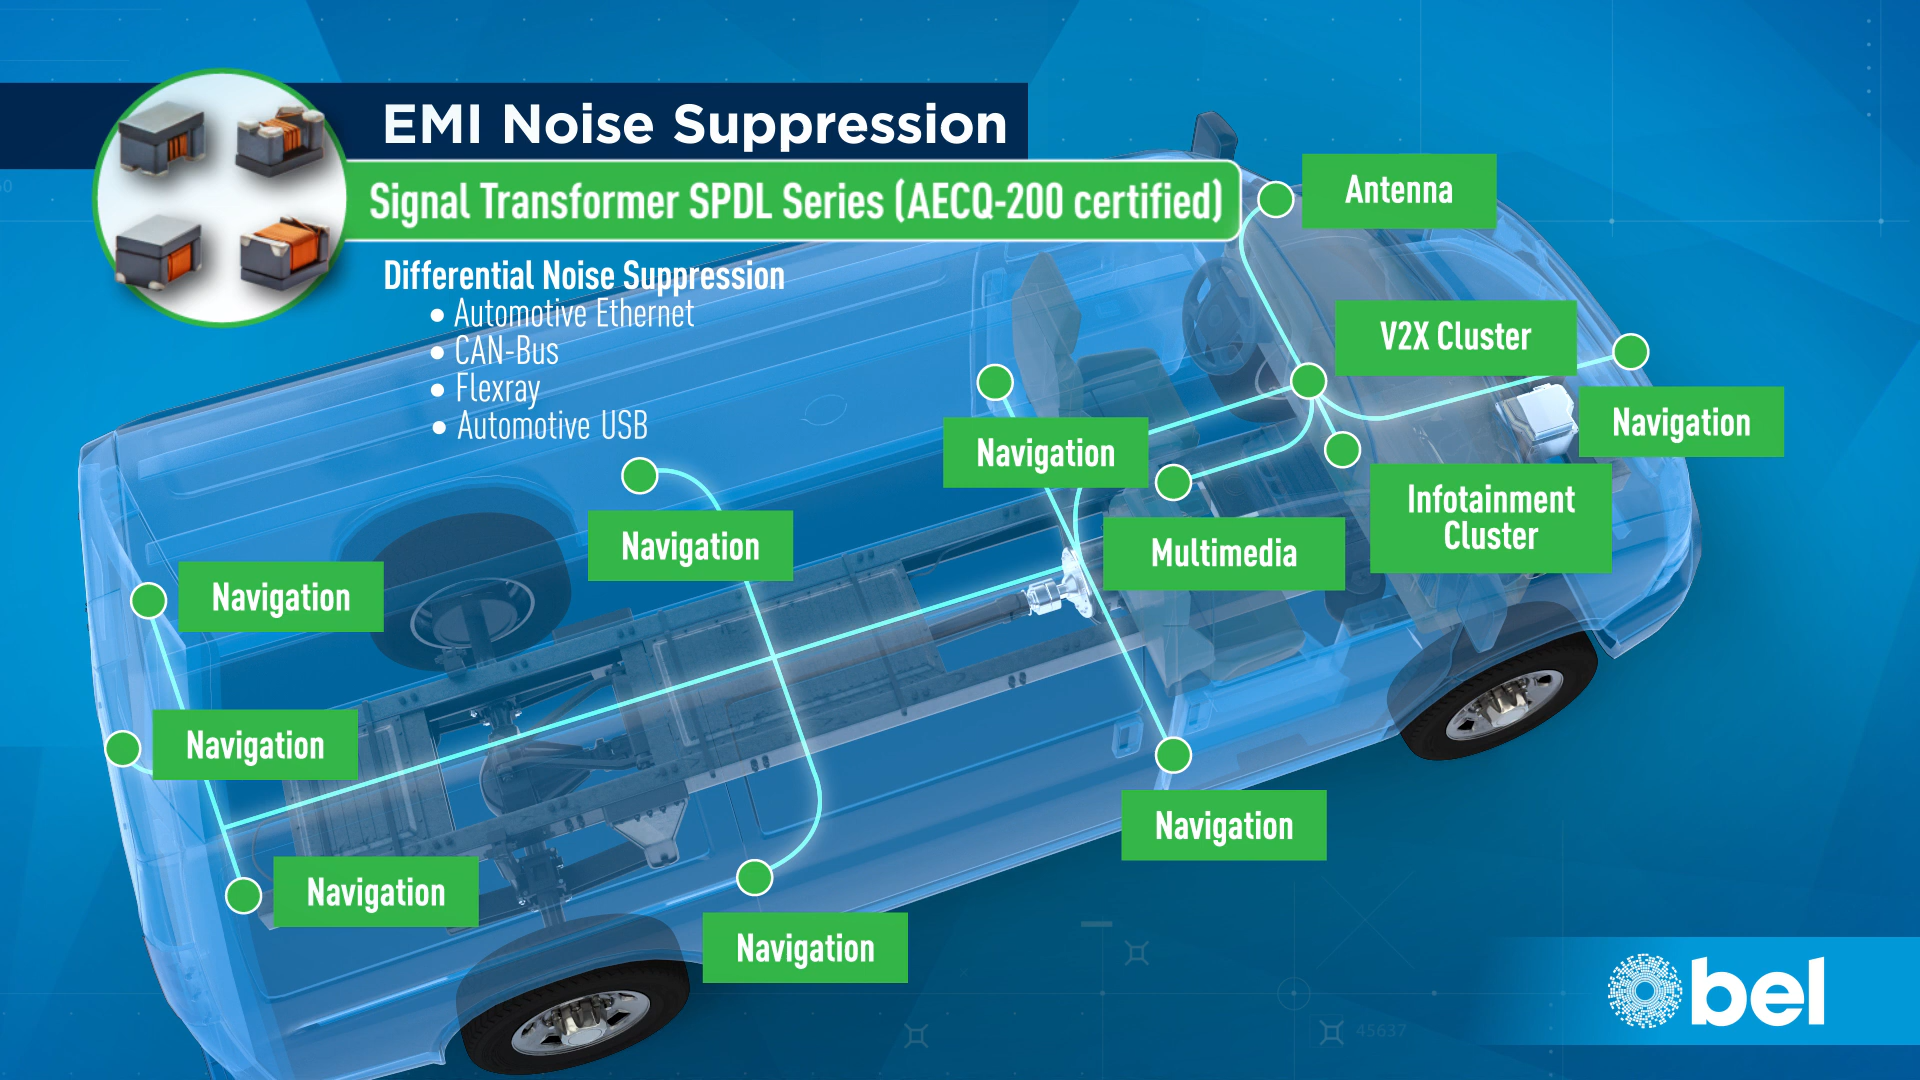 EMI Noise Suppression
Signal Transformer SPDL Series (AECQ-200 certified)
Differential Noise Suppression
• Automotive Ethernet
• CAN-Bus
• Flexray
• Automotive USB
Antenna
V2X Cluster
Navigation
Navigation
Infotainment
Cluster
Multimedia
Navigation
Navigation
Navigation
Navigation
Navigation
Navigation
bel
45637